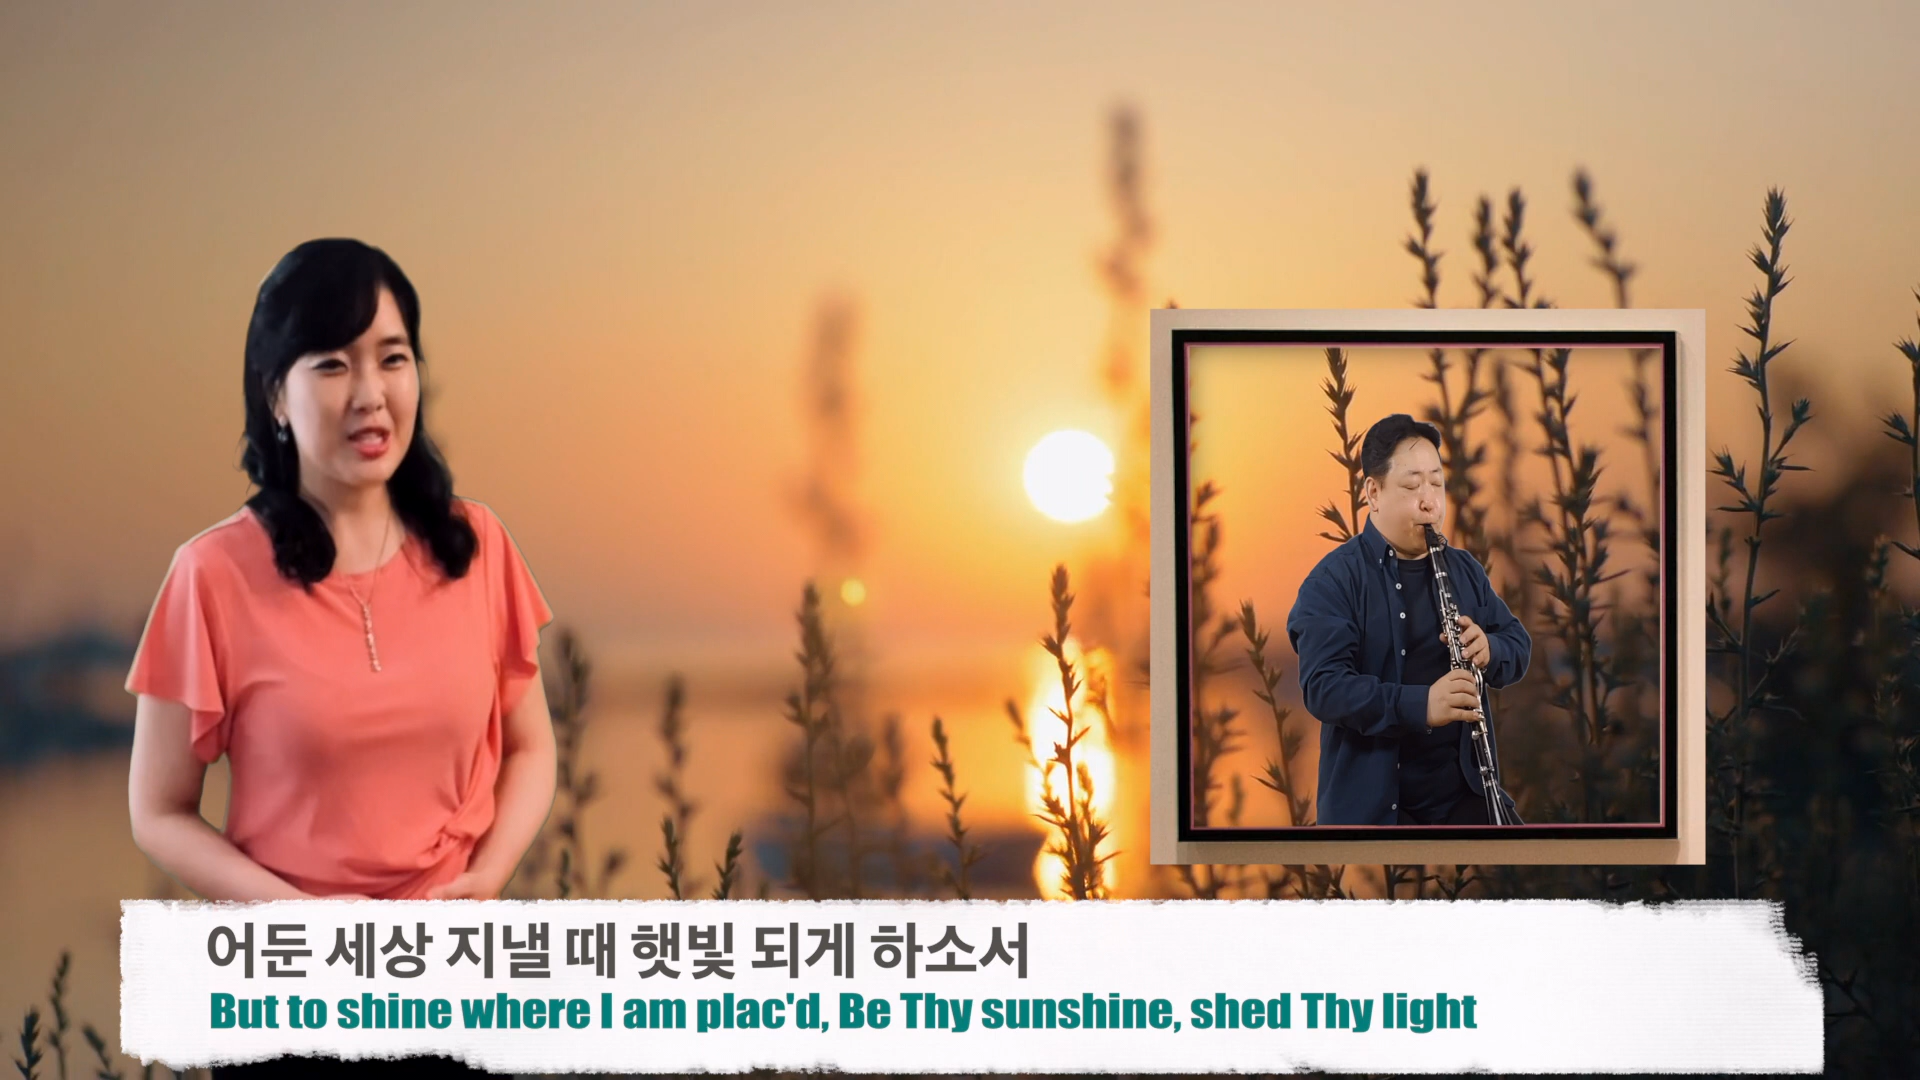 어둔 세상 지낼 때 햇빛 되게 하소서
But to shine where I am plac'd, Be Thy sunshine, shed Thy light